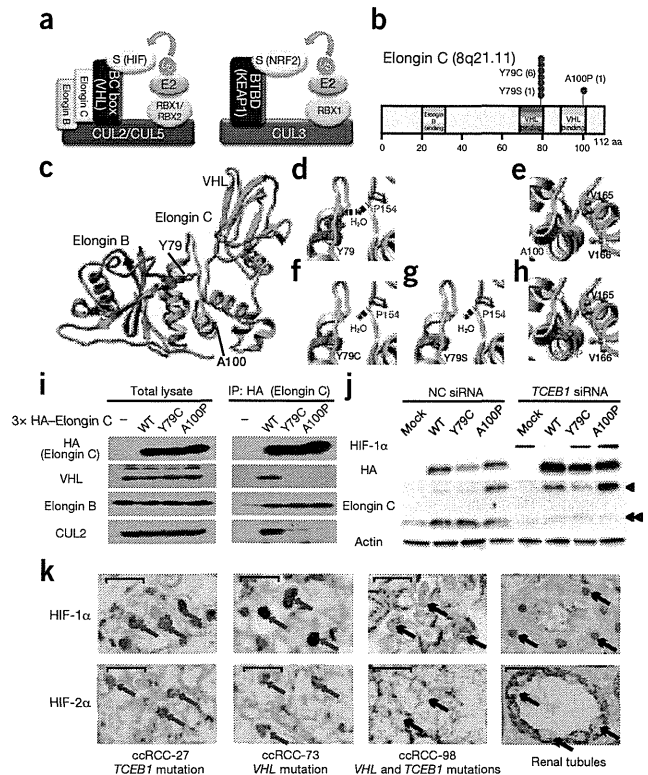 a
S (HIF)
E2
BC box
(VHL)
Elongin C
Elongin B
RBX1/
RBX2
CUL2/CUL5
S (NRF2)
E2
BTBD
(KEAP1)
RBX1
CUL3
b
Elongin C (8q21.11)
Y79C (6)
Y79S (1)
A100P (1)
Elongin
B
binding
VHL
binding
VHL
binding
0 20 40 60 80 100
112 aa
c
VHL
Elongin C
Elongin B
Y79
A100
d
P154
H₂O
Y79
e
V165
A100
V166
f
P154
H₂O
Y79C
g
P154
H₂O
Y79S
h
V165
V166
i
Total lysate
IP: HA (Elongin C)
3× HA–Elongin C
– WT Y79C A100P
– WT Y79C A100P
HA
(Elongin C)
VHL
Elongin B
CUL2
j
NC siRNA
TCEB1 siRNA
Mock WT Y79C A100P
Mock WT Y79C A100P
HIF-1α
HA
Elongin C
Actin
k
HIF-1α
HIF-2α
ccRCC-27
TCEB1 mutation
ccRCC-73
VHL mutation
ccRCC-98
VHL and TCEB1 mutations
Renal tubules